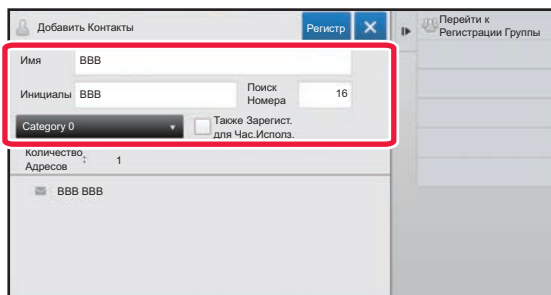 Добавить Контакты
Регистр
Перейти к
Регистрации Группы
Имя
BBB
Инициалы
BBB
Поиск
Номера
16
Category 0
Также Зарегист.
для Час.Исполз.
Количество
Адресов
:
1
BBB BBB